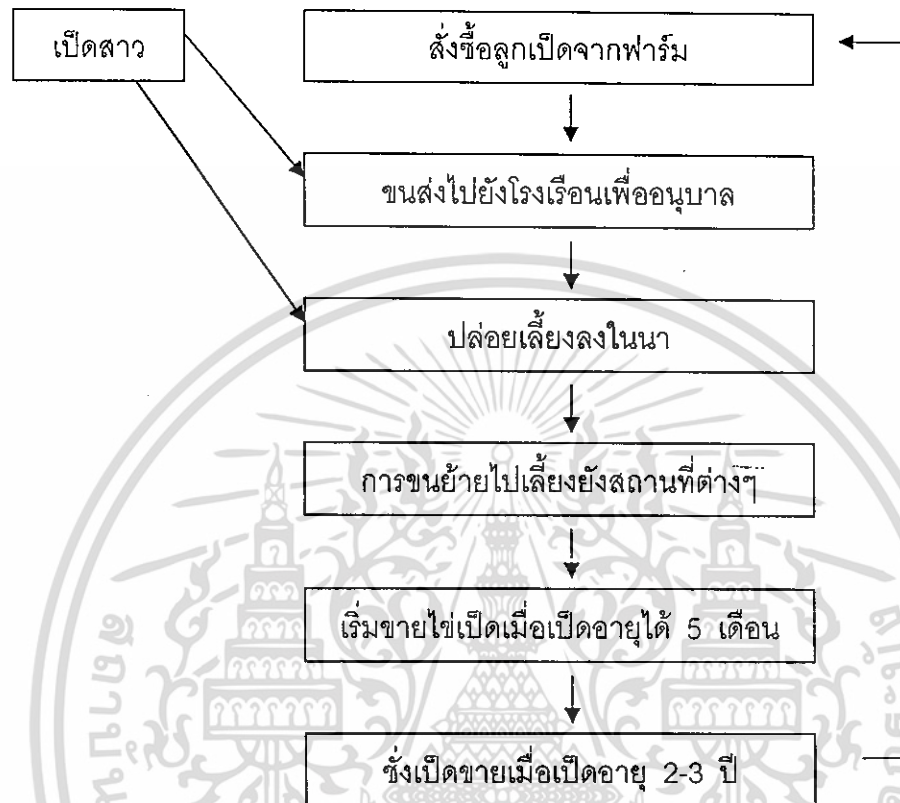 เป็ดสาว
สั่งซื้อลูกเป็ดจากฟาร์ม
ขนส่งไปยังโรงเรือนเพื่ออนุบาล
ปล่อยเลี้ยงลงในนา
การขนย้ายไปเลี้ยงยังสถานที่ต่างๆ
เริ่มขายไข่เป็ดเมื่อเป็ดอายุได้ 5 เดือน
ชั่งเป็ดขายเมื่อเป็ดอายุ 2-3 ปี